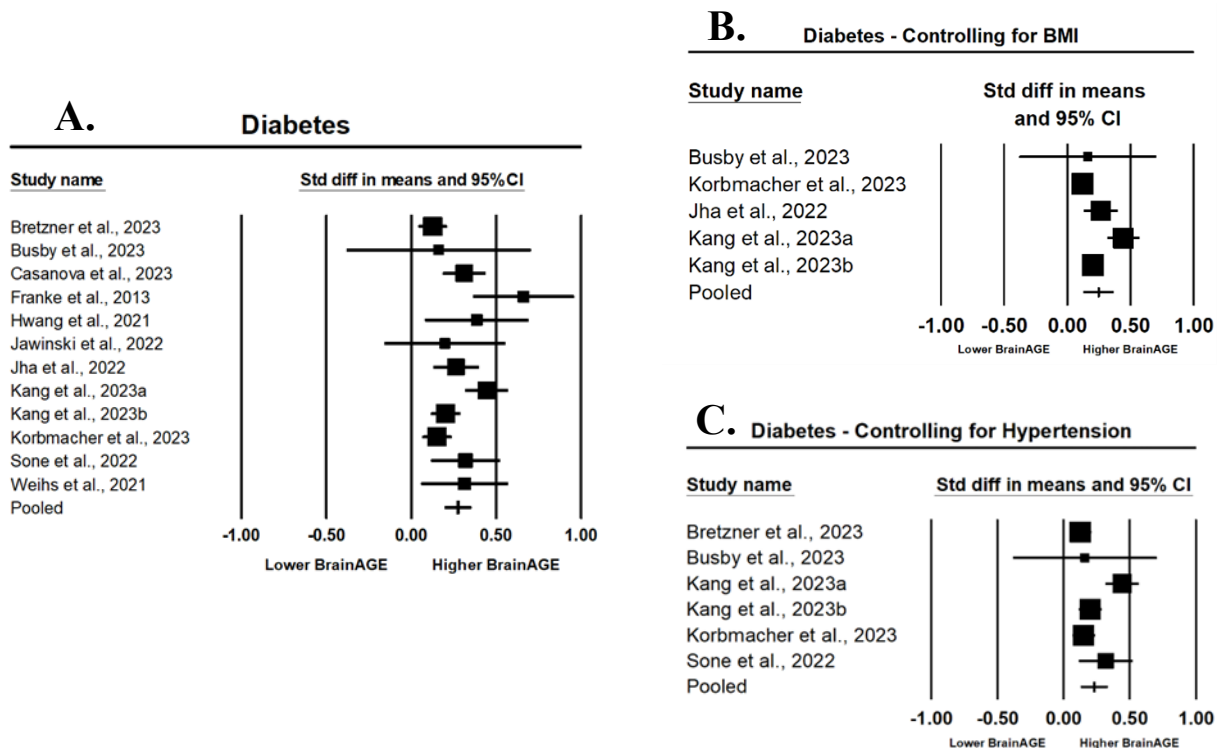 A.
Diabetes
Study name
Std diff in means and 95%CI
Bretzner et al., 2023
Busby et al., 2023
Casanova et al., 2023
Franke et al., 2013
Hwang et al., 2021
Jawinski et al., 2022
Jha et al., 2022
Kang et al., 2023a
Kang et al., 2023b
Korbmacher et al., 2023
Sone et al., 2022
Weihs et al., 2021
Pooled
-1.00 -0.50 0.00 0.50 1.00
Lower BrainAGE Higher BrainAGE
B.
Diabetes - Controlling for BMI
Study name
Std diff in means
and 95% CI
Busby et al., 2023
Korbmacher et al., 2023
Jha et al., 2022
Kang et al., 2023a
Kang et al., 2023b
Pooled
-1.00 -0.50 0.00 0.50 1.00
Lower BrainAGE Higher BrainAGE
C.
Diabetes - Controlling for Hypertension
Study name
Std diff in means and 95% CI
Bretzner et al., 2023
Busby et al., 2023
Kang et al., 2023a
Kang et al., 2023b
Korbmacher et al., 2023
Sone et al., 2022
Pooled
-1.00 -0.50 0.00 0.50 1.00
Lower BrainAGE Higher BrainAGE